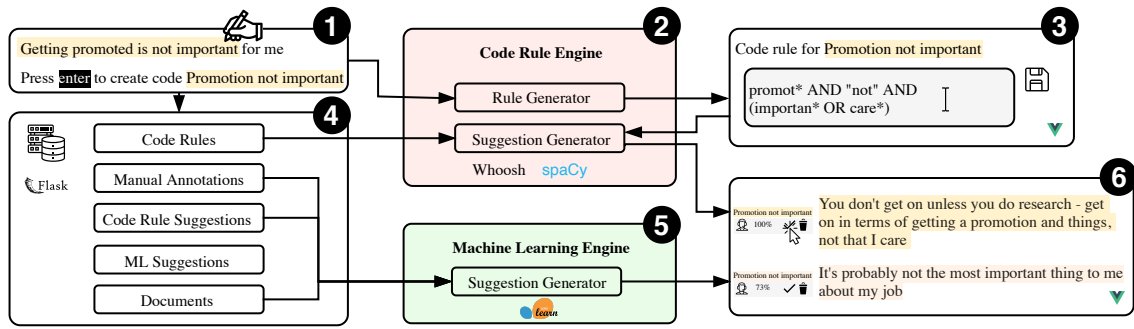 1
Getting promoted is not important for me
Press enter to create code Promotion not important
2
Code Rule Engine
Rule Generator
Suggestion Generator
Whoosh spaCy
3
Code rule for Promotion not important
promot* AND "not" AND
(importan* OR care*)
4
Flask
Code Rules
Manual Annotations
Code Rule Suggestions
ML Suggestions
Documents
5
Machine Learning Engine
Suggestion Generator
learn
6
Promotion not important
100%
You don't get on unless you do research - get
on in terms of getting a promotion and things,
not that I care
Promotion not important
73%
It's probably not the most important thing to me
about my job